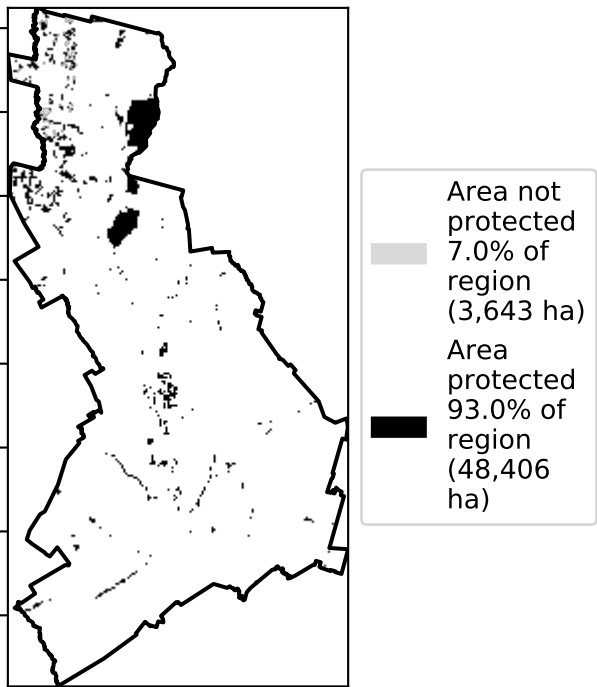 Area not
protected
7.0% of
region
(3,643 ha)
Area
protected
93.0% of
region
(48,406
ha)